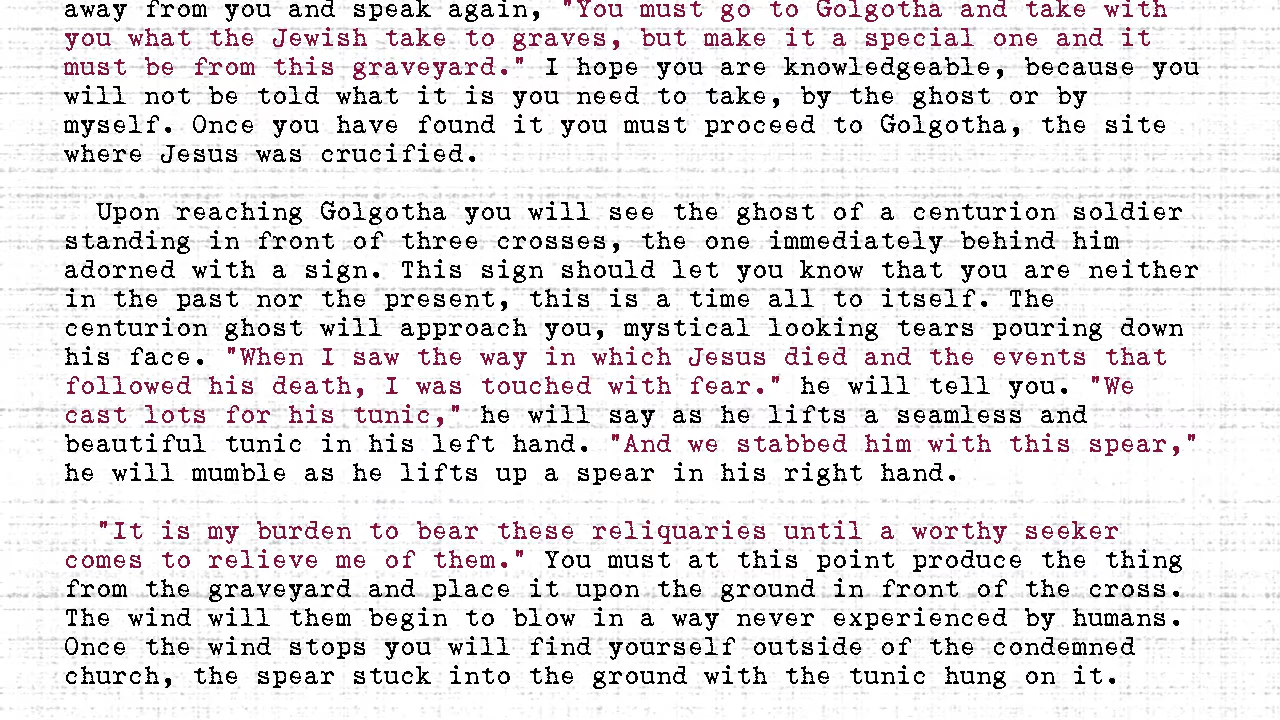 away from you and speak again, "You must go to Golgotha and take with
you what the Jewish take to graves, but make it a special one and it
must be from this graveyard." I hope you are knowledgeable, because you
will not be told what it is you need to take, by the ghost or by
myself. Once you have found it you must proceed to Golgotha, the site
where Jesus was crucified.
Upon reaching Golgotha you will see the ghost of a centurion soldier
standing in front of three crosses, the one immediately behind him
adorned with a sign. This sign should let you know that you are neither
in the past nor the present, this is a time all to itself. The
centurion ghost will approach you, mystical looking tears pouring down
his face. "When I saw the way in which Jesus died and the events that
followed his death, I was touched with fear." he will tell you. "We
cast lots for his tunic," he will say as he lifts a seamless and
beautiful tunic in his left hand. "And we stabbed him with this spear,"
he will mumble as he lifts up a spear in his right hand.
"It is my burden to bear these reliquaries until a worthy seeker
comes to relieve me of them." You must at this point produce the thing
from the graveyard and place it upon the ground in front of the cross.
The wind will them begin to blow in a way never experienced by humans.
Once the wind stops you will find yourself outside of the condemned
church, the spear stuck into the ground with the tunic hung on it.